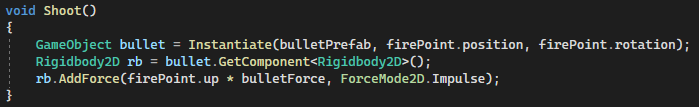 void Shoot()
{
    GameObject bullet = Instantiate(bulletPrefab, firePoint.position, firePoint.rotation);
    Rigidbody2D rb = bullet.GetComponent<Rigidbody2D>();
    rb.AddForce(firePoint.up * bulletForce, ForceMode2D.Impulse);
}